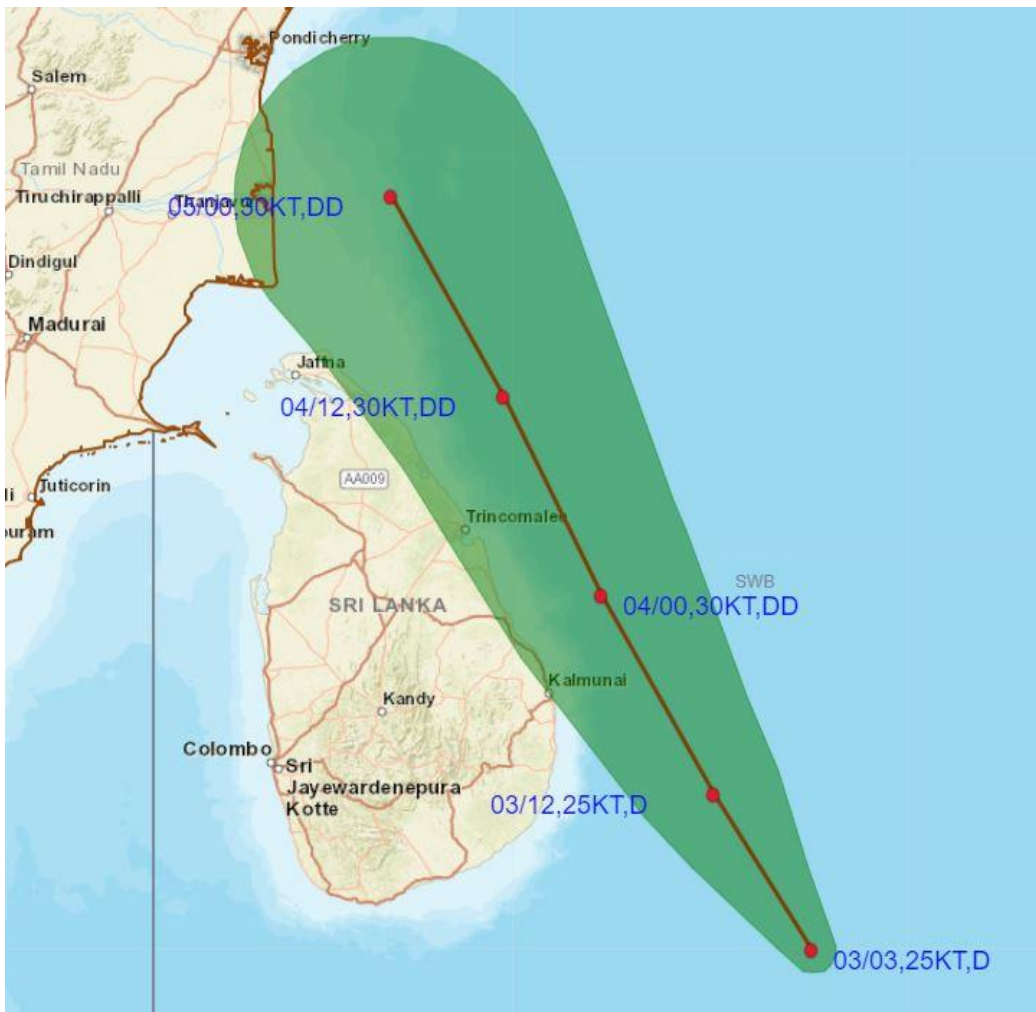 Pondicherry
Salem
Tamil Nadu
Tiruchirappalli
05/00,30KT,DD
Dindigul
Madurai
Jaffna
04/12,30KT,DD
AA009
li
Tuticorin
Trincomalee
puram
SWB
SRI LANKA
04/00,30KT,DD
Kalmunai
Kandy
Colombo
Sri
Jayewardenepura
Kotte
03/12,25KT,D
03/03,25KT,D